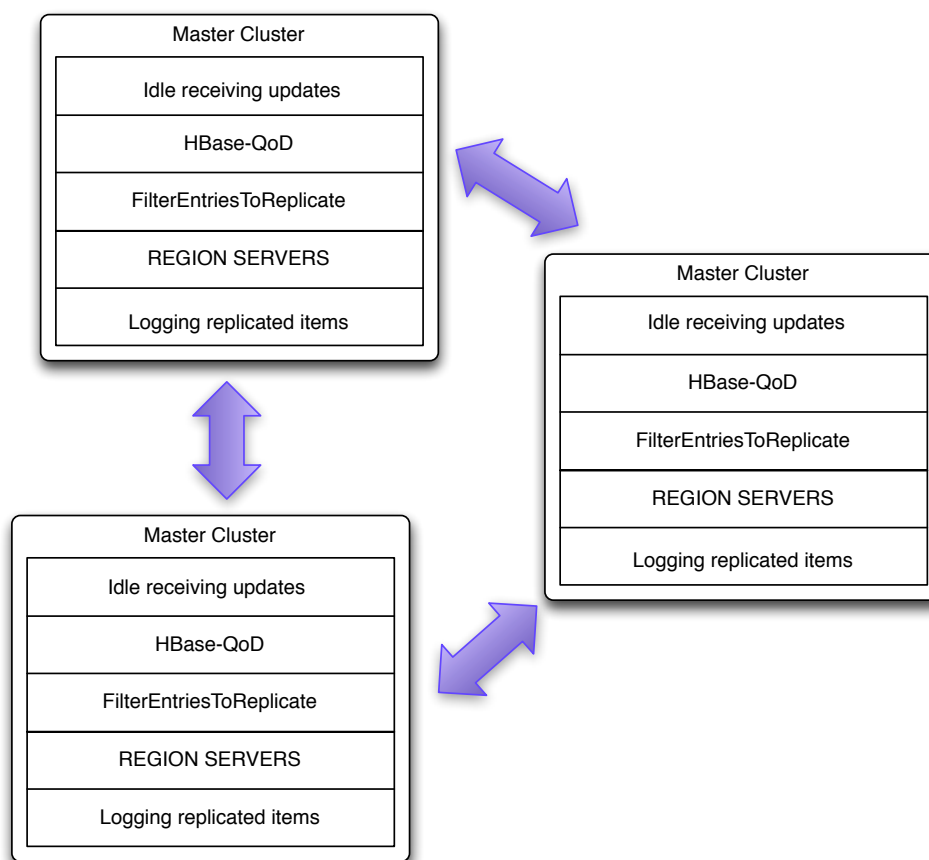 Master Cluster
Idle receiving updates
HBase-QoD
FilterEntriesToReplicate
REGION SERVERS
Logging replicated items
Master Cluster
Idle receiving updates
HBase-QoD
FilterEntriesToReplicate
REGION SERVERS
Logging replicated items
Master Cluster
Idle receiving updates
HBase-QoD
FilterEntriesToReplicate
REGION SERVERS
Logging replicated items